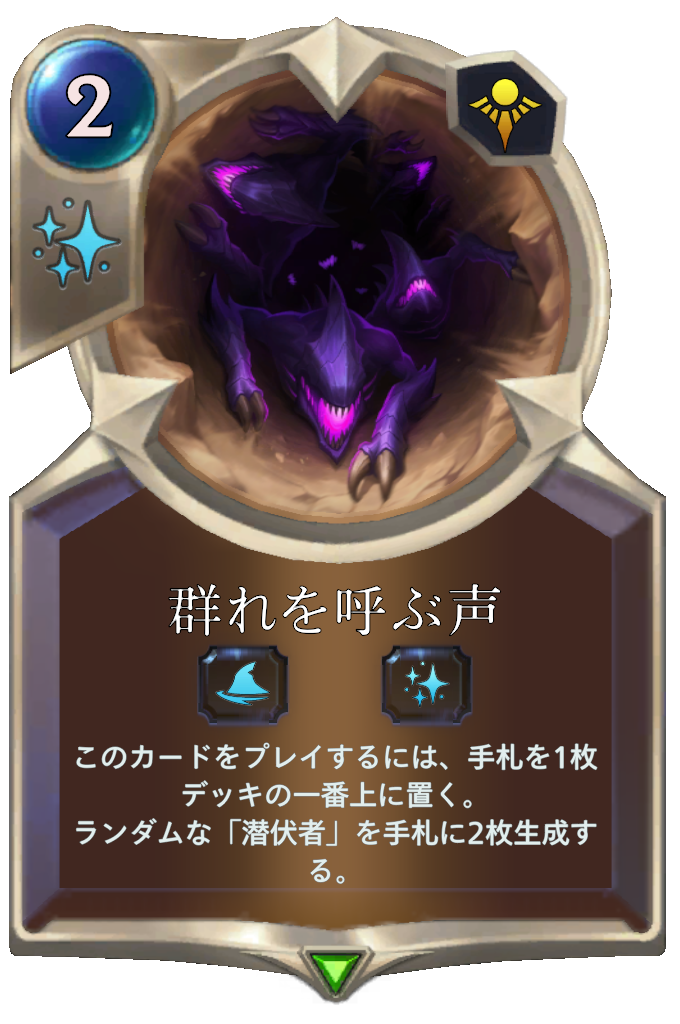 2
群れを呼ぶ声
このカードをプレイするには、手札を1枚
デッキの一番上に置く。
ランダムな「潜伏者」を手札に2枚生成す
る。